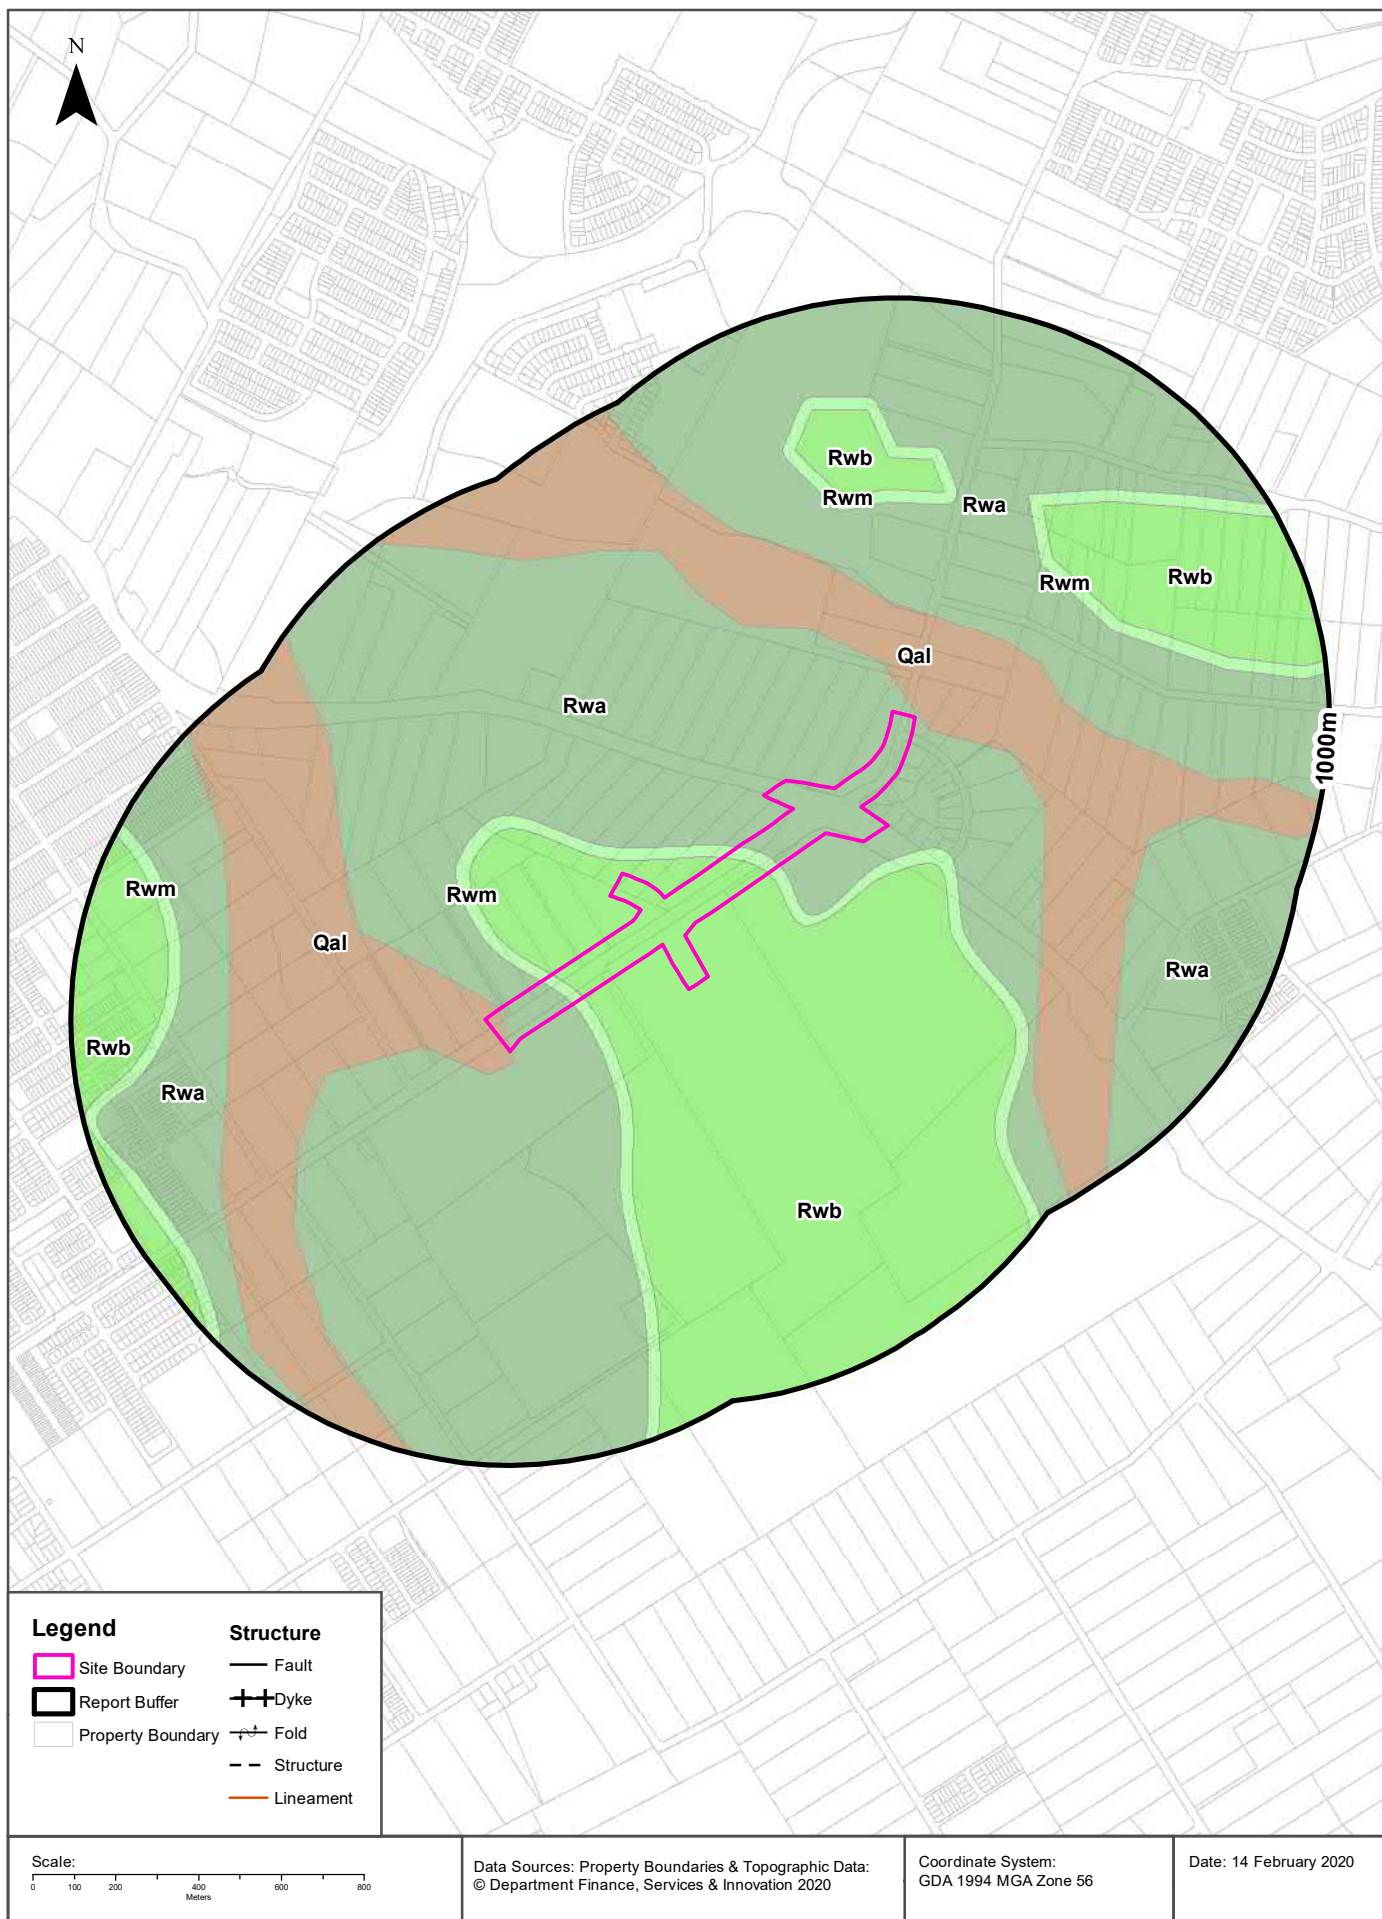 N
Rwb
Rwm
Rwa
Rwm
Rwb
Qal
Rwa
1000m
Rwm
Rwm
Qal
Rwa
Rwb
Rwa
Rwb
Legend
Site Boundary
Report Buffer
Property Boundary
Structure
Fault
Dyke
Fold
Structure
Lineament
Scale:
0 100 200 400 600 800
Meters
Data Sources: Property Boundaries & Topographic Data:
© Department Finance, Services & Innovation 2020
Coordinate System:
GDA 1994 MGA Zone 56
Date: 14 February 2020